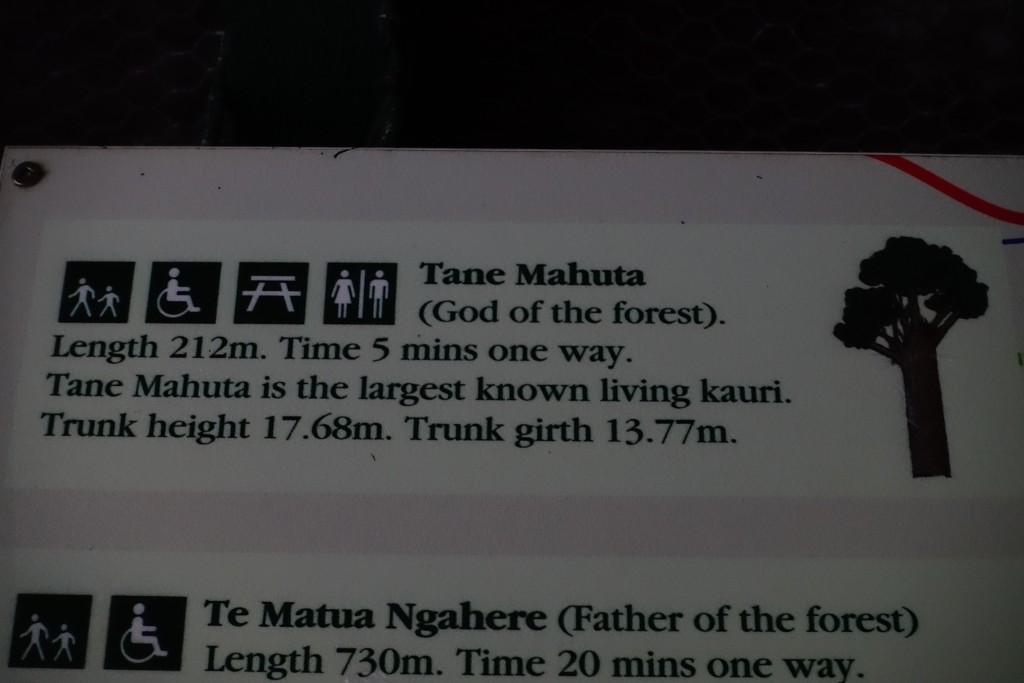 Tane Mahuta
(God of the forest).
Length 212m. Time 5 mins one way.
Tane Mahuta is the largest known living kauri.
Trunk height 17.68m. Trunk girth 13.77m.
Te Matua Ngahere (Father of the forest)
Length 730m. Time 20 mins one way.